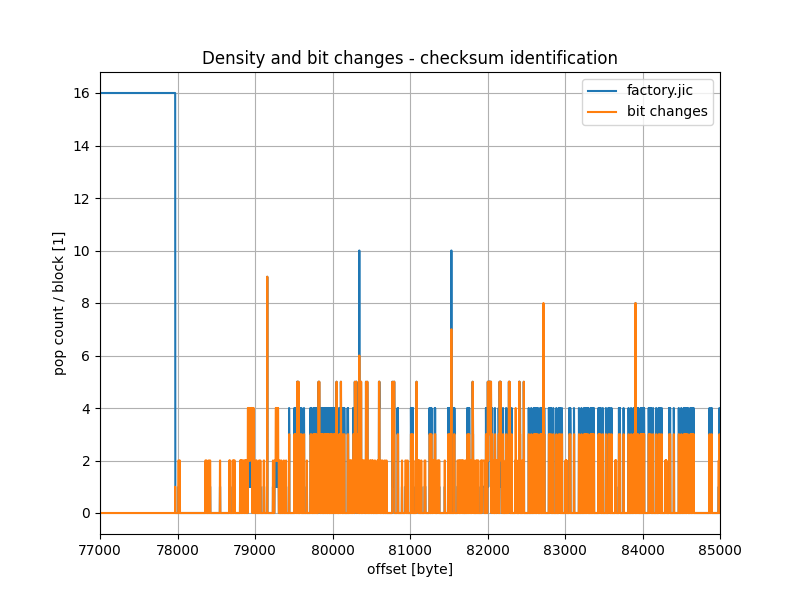 Density and bit changes - checksum identification
factory.jic
bit changes
16
14
12
10
8
6
4
2
0
pop count / block [1]
77000 78000 79000 80000 81000 82000 83000 84000 85000
offset [byte]